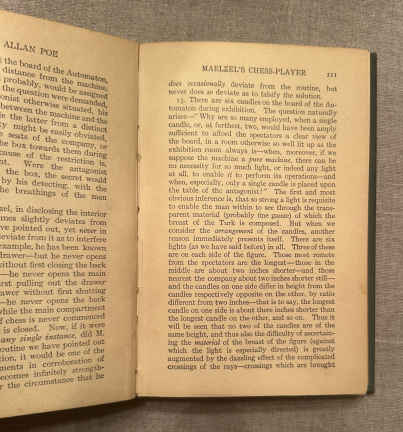 ALLAN POE
the board of the Automaton,
distance from the machine,
probably, would be assigned
the question were demanded,
onist otherwise situated, his
between the machine and the
the latter from a distinct
might be easily obviated,
seats of the company, or
the box towards them during
cause of the restriction is,
Were the antagonist
the box, the secret would
by his detecting, with the
the breathings of the man
in disclosing the interior
slightly deviates from
have pointed out, yet never in
deviate from it as to interfere
example, he has been known
drawer—but he never opens
without first closing the back
—he never opens the main
pulling out the drawer
without first shutting
—he never opens the back
while the main compartment
of chess is never commenced
is closed. Now, if it were
any single instance, did M.
routine we have pointed out
it would be one of the
in corroboration of
becomes infinitely strength-
the circumstance that he
MAELZEL'S CHESS-PLAYER
does occasionally deviate from the routine, but
never does so deviate as to falsify the solution.
There are six candles on the board of the Au-
tomaton during exhibition. The question naturally
arises—"Why are so many employed, when a single
candle, or, at farthest, two, would have been amply
sufficient to afford the spectators a clear view of
the board, in a room otherwise so well lit up as the
exhibition room always is—when, moreover, if we
suppose the machine a pure machine, there can be
no necessity for so much light, or indeed any light
at all, to enable it to perform its operations—and
when, especially, only a single candle is placed upon
the table of the antagonist?" The first and most
obvious inference is, that so strong a light is requisite
to enable the man within to see through the trans-
parent material (probably fine gauze) of which the
breast of the Turk is composed. But when we
consider the arrangement of the candles, another
reason immediately presents itself. There are six
lights (as we have said before) in all. Three of these
are on each side of the figure. Those most remote
from the spectators are the longest—those in the
middle are about two inches shorter—and those
nearest the company about two inches shorter still—
and the candles on one side differ in height from the
candles respectively opposite on the other, by ratio
different from two inches—that is to say, the longest
candle on one side is about three inches shorter than
the longest candle on the other, and so on. Thus it
will be seen that no two of the candles are of the
same height, and thus also the difficulty of ascertain-
ing the material of the breast of the figure (against
which the light is especially directed) is greatly
augmented by the dazzling effect of the complicated
crossings of the rays—crossings which are brought